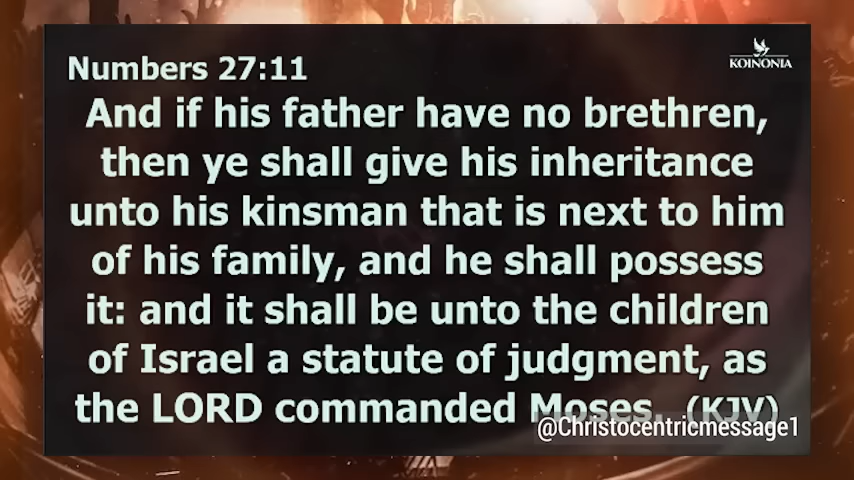 Numbers 27:11
KOINONIA
And if his father have no brethren,
then ye shall give his inheritance
unto his kinsman that is next to him
of his family, and he shall possess
it: and it shall be unto the children
of Israel a statute of judgment, as
the LORD commanded Moses. (KJV)
@Christocentricmessage1